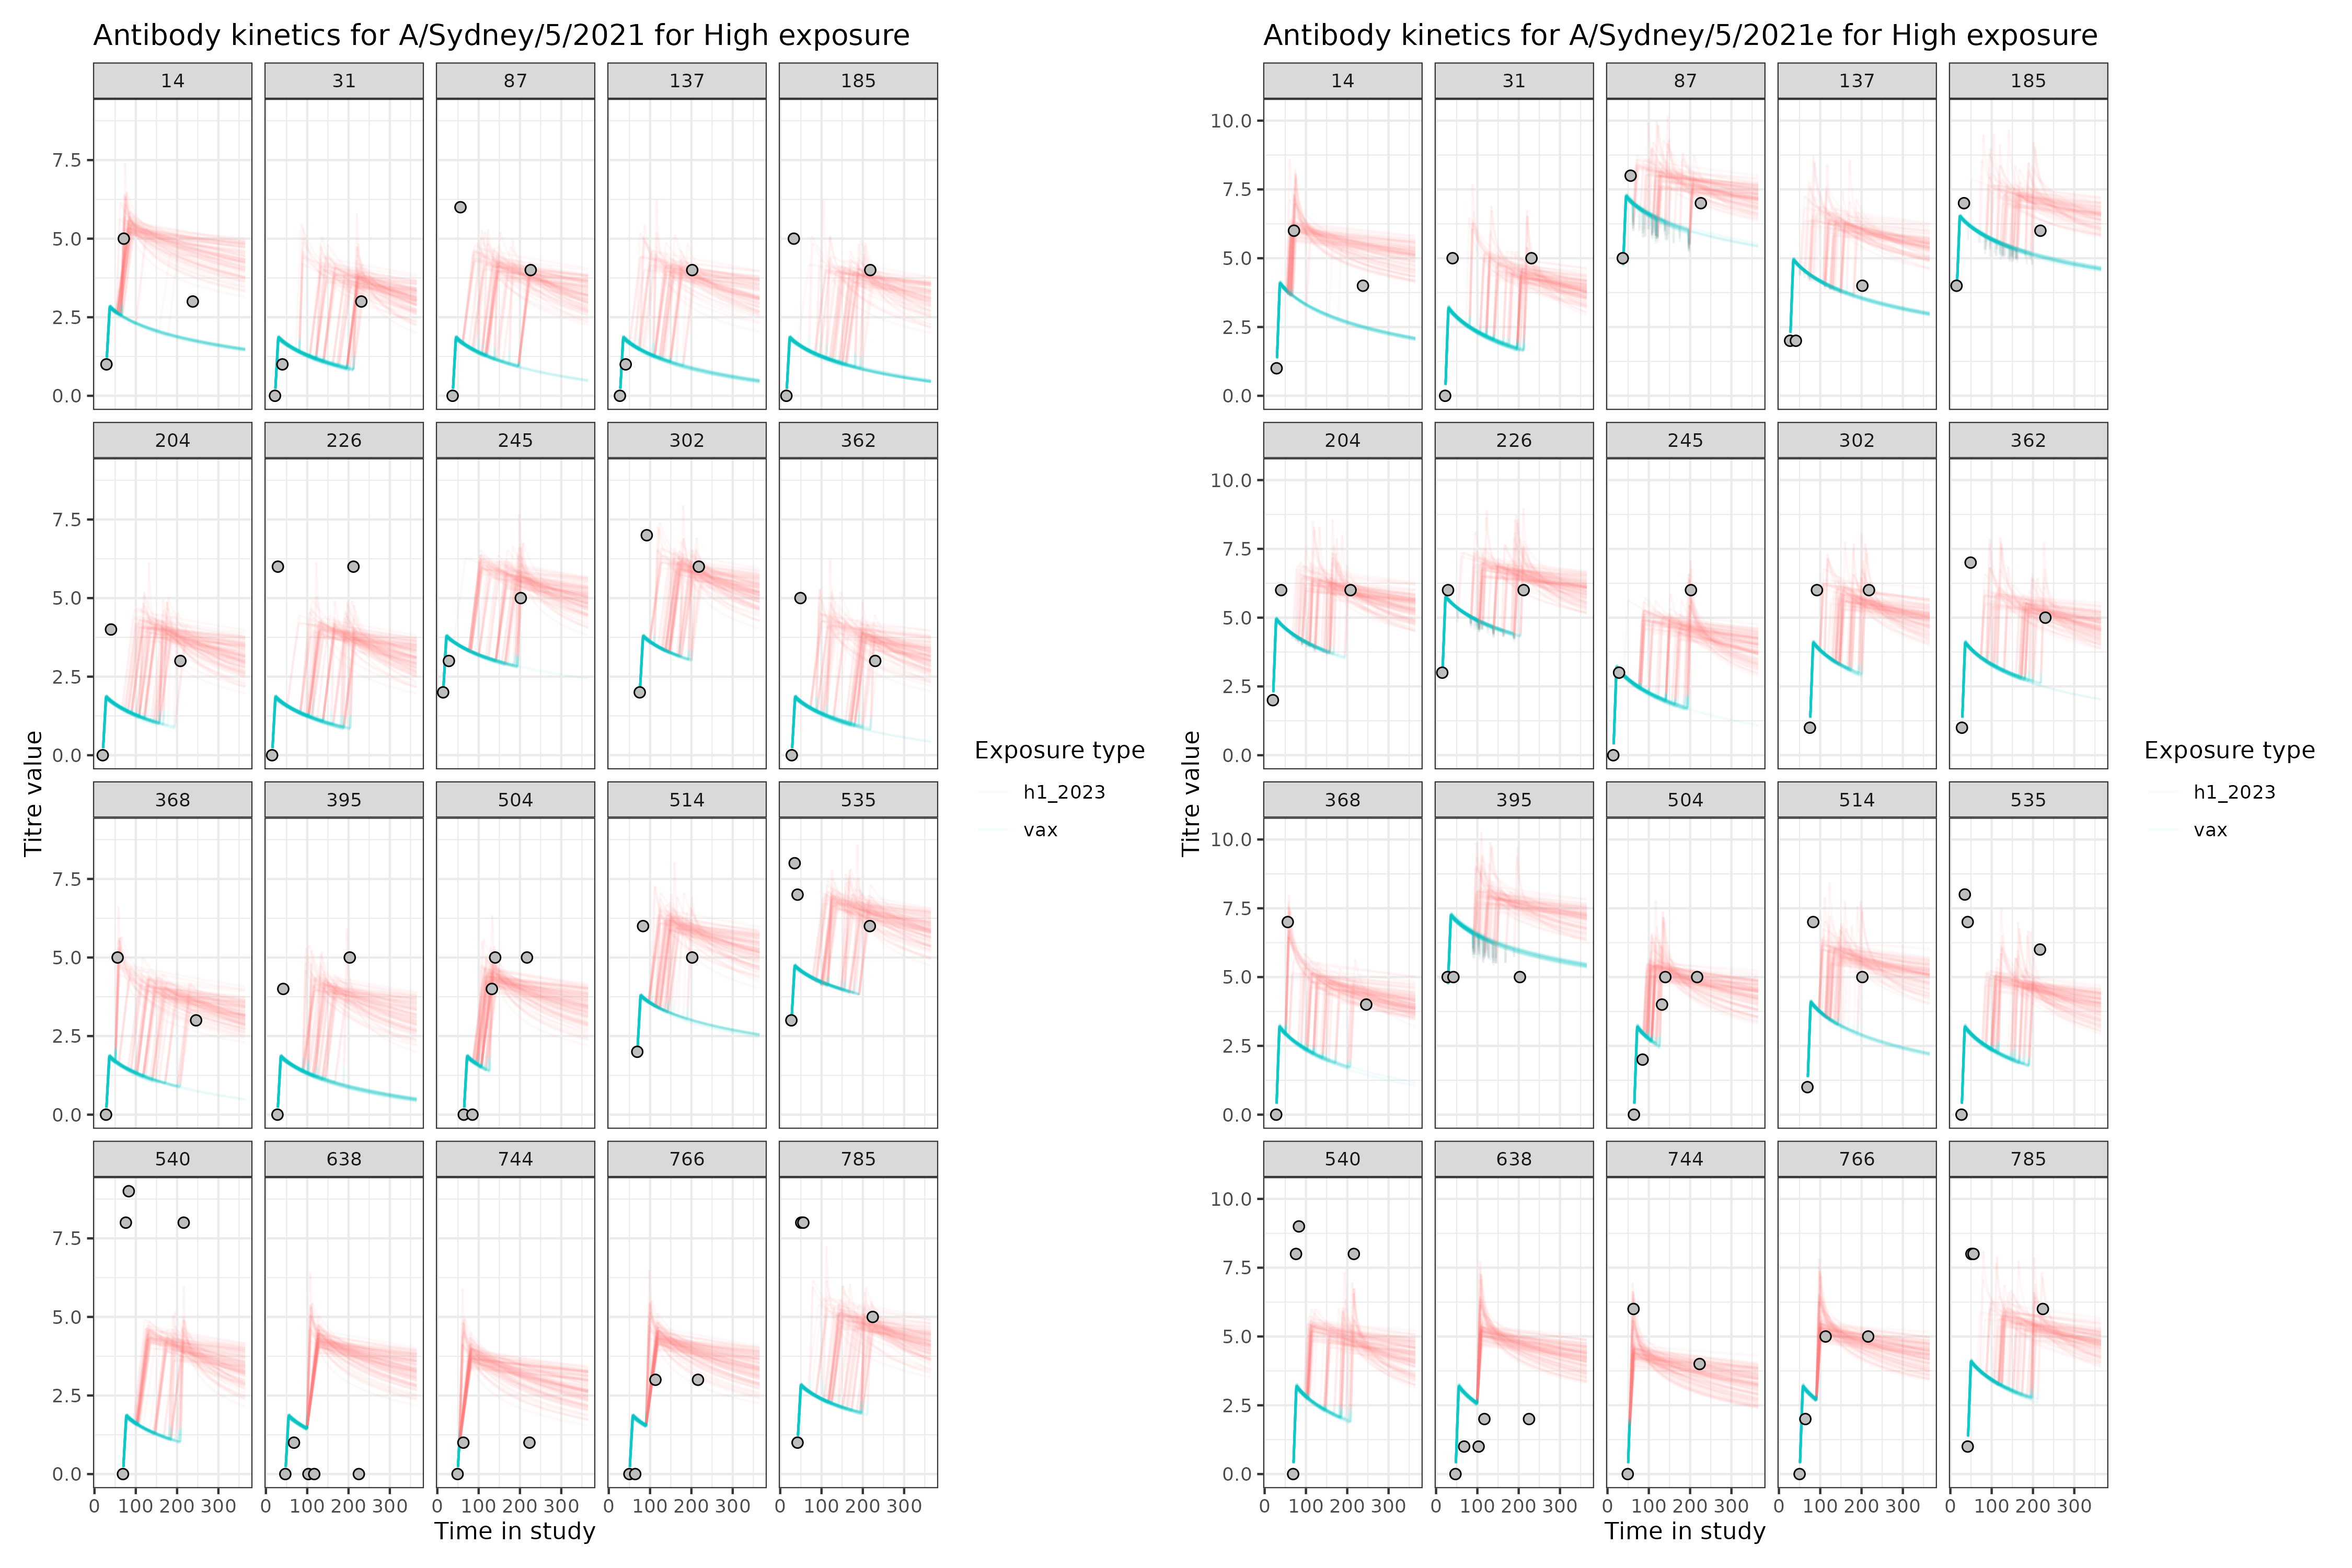 Antibody kinetics for A/Sydney/5/2021 for High exposure
14 31 87 137 185
7.5
5.0
2.5
0.0
204 226 245 302 362
7.5
5.0
2.5
0.0
368 395 504 514 535
7.5
5.0
2.5
0.0
540 638 744 766 785
7.5
5.0
2.5
0.0
0 100 200 300 0 100 200 300 0 100 200 300 0 100 200 300 0 100 200 300
Time in study
Titre value
Exposure type
h1_2023
vax
Antibody kinetics for A/Sydney/5/2021e for High exposure
14 31 87 137 185
10.0
7.5
5.0
2.5
0.0
204 226 245 302 362
10.0
7.5
5.0
2.5
0.0
368 395 504 514 535
10.0
7.5
5.0
2.5
0.0
540 638 744 766 785
10.0
7.5
5.0
2.5
0.0
0 100 200 300 0 100 200 300 0 100 200 300 0 100 200 300 0 100 200 300
Time in study
Titre value
Exposure type
h1_2023
vax